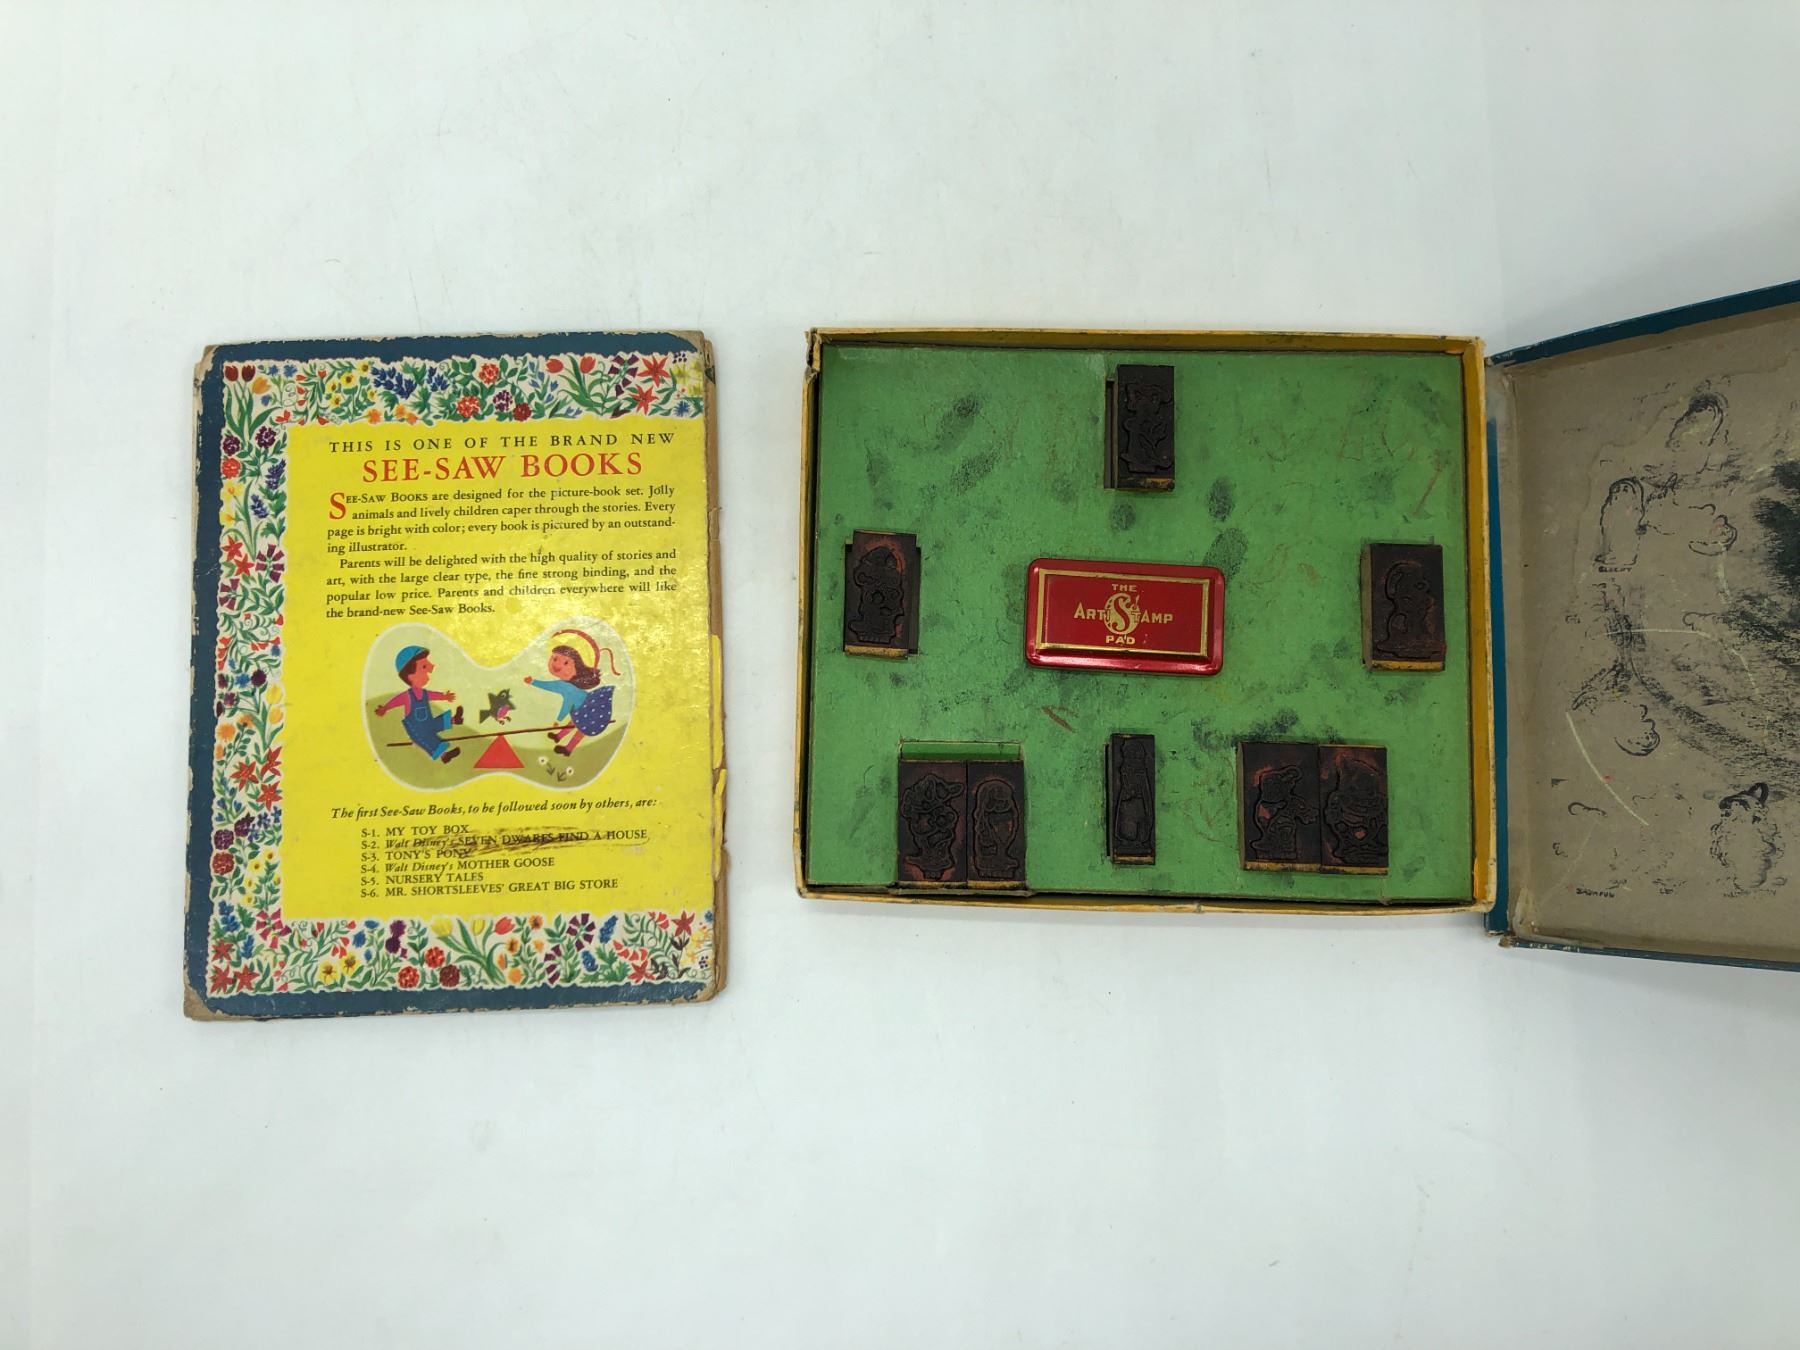 THIS IS ONE OF THE BRAND NEW
SEE-SAW BOOKS
SEE-SAW BOOKS are designed for the picture-book set. Jolly
animals and lively children caper through the stories. Every
page is bright with color; every book is pictured by an outstand-
ing illustrator.
Parents will be delighted with the high quality of stories and
art, with the large clear type, the fine strong binding, and the
popular low price. Parents and children everywhere will like
the brand-new See-Saw Books.
The first See-Saw Books, to be followed soon by others, are:
S-1. MY TOY BOX
S-2. Walt Disney's SEVEN DWARFS FIND A HOUSE
S-3. TONY'S PONY
S-4. Walt Disney's MOTHER GOOSE
S-5. NURSERY TALES
S-6. MR. SHORTSLEEVES' GREAT BIG STORE
THE
ARTISTAMP
PAD
SLEEPY
BASHFUL